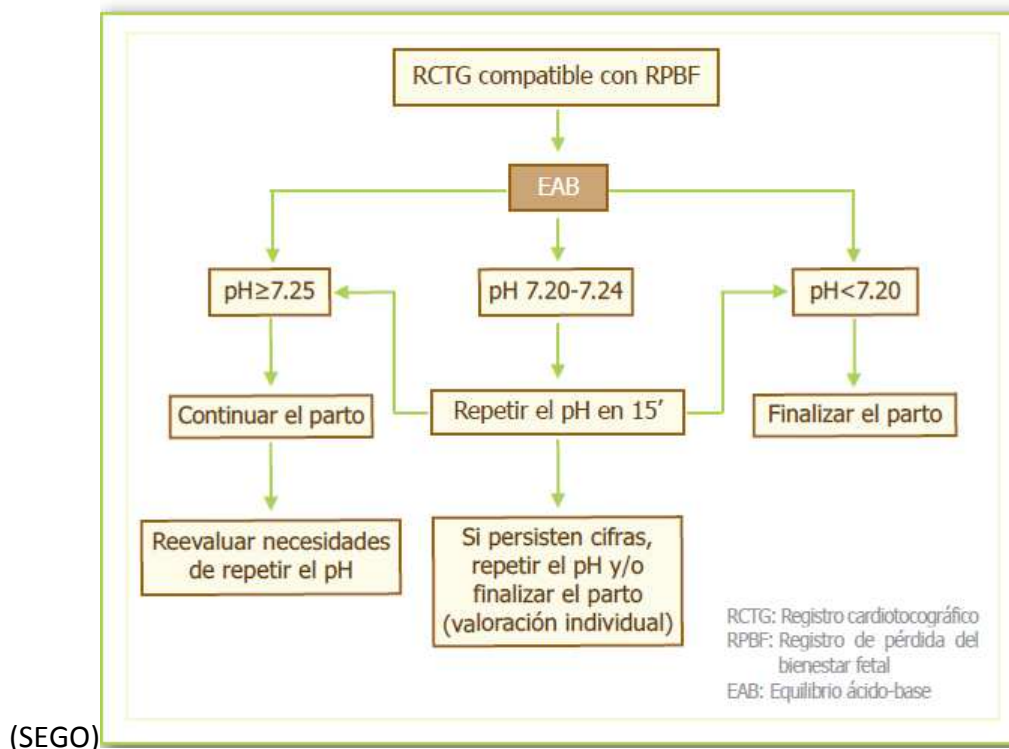 RCTG compatible con RPBF
EAB
pH≥7.25
pH 7.20-7.24
pH<7.20
Continuar el parto
Repetir el pH en 15’
Finalizar el parto
Reevaluar necesidades
de repetir el pH
Si persisten cifras,
repetir el pH y/o
finalizar el parto
(valoración individual)
RCTG: Registro cardiotocográfico
RPBF: Registro de pérdida del
bienestar fetal
EAB: Equilibrio ácido-base
(SEGO)